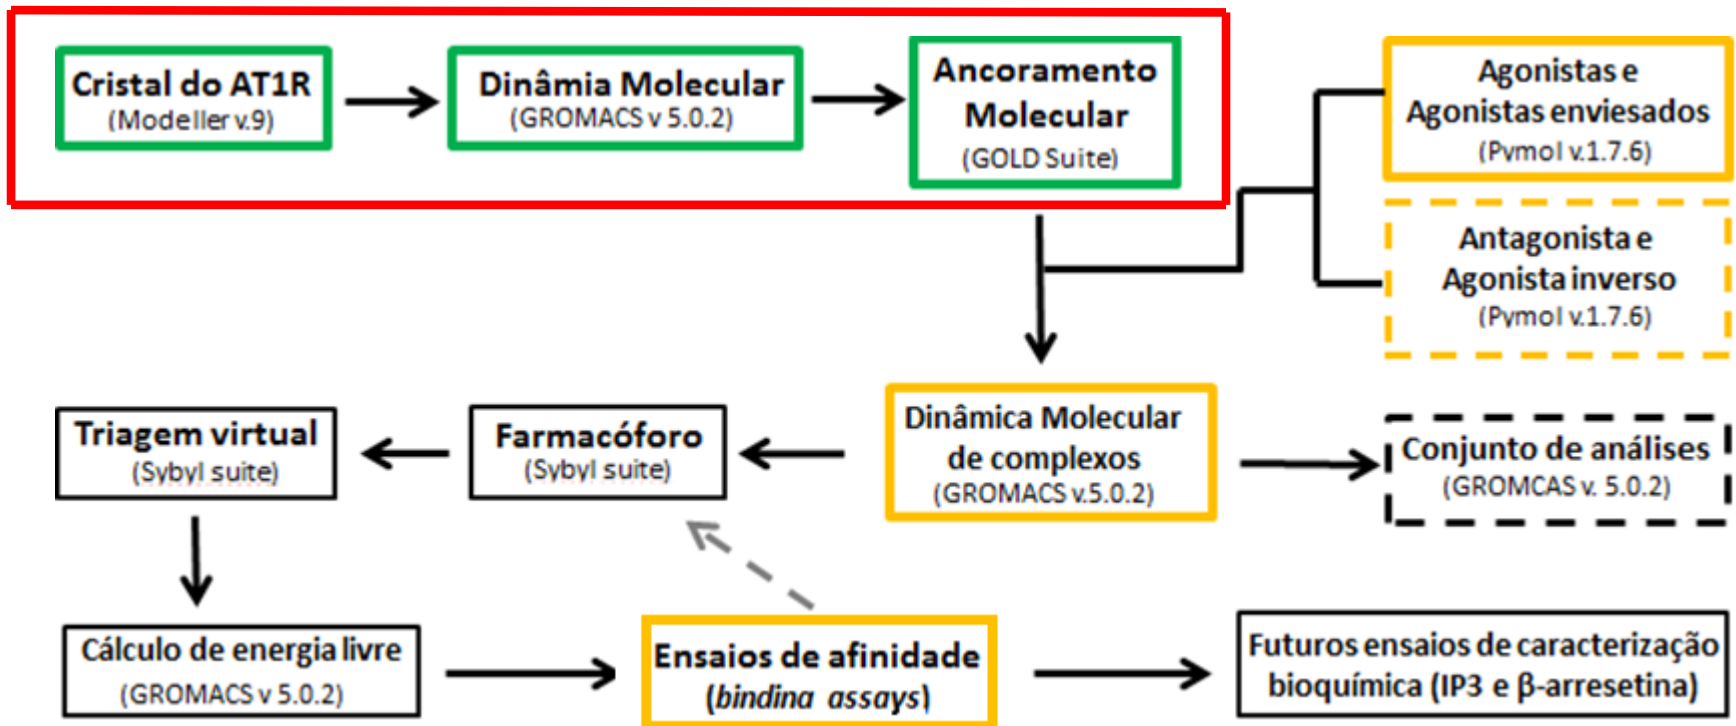 Cristal do AT1R
(Modeller v.9)
Dinâmia Molecular
(GROMACS v 5.0.2)
Ancoramento
Molecular
(GOLD Suite)
Agonistas e
Agonistas enviesados
(Pymol v.1.7.6)
Antagonista e
Agonista inverso
(Pymol v.1.7.6)
Triagem virtual
(Sybyl suite)
Farmacóforo
(Sybyl suite)
Dinâmica Molecular
de complexos
(GROMACS v.5.0.2)
Conjunto de análises
(GROMCAS v. 5.0.2)
Cálculo de energia livre
(GROMACS v 5.0.2)
Ensaios de afinidade
(bindina assays)
Futuros ensaios de caracterização
bioquímica (IP3 e β-arresetina)